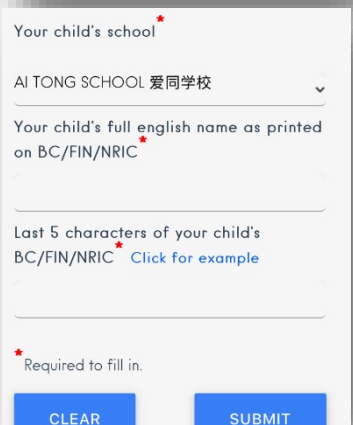 Your child's school*
AI TONG SCHOOL 爱同学校
Your child's full english name as printed
on BC/FIN/NRIC*
Last 5 characters of your child's
BC/FIN/NRIC* Click for example
*Required to fill in.
CLEAR SUBMIT